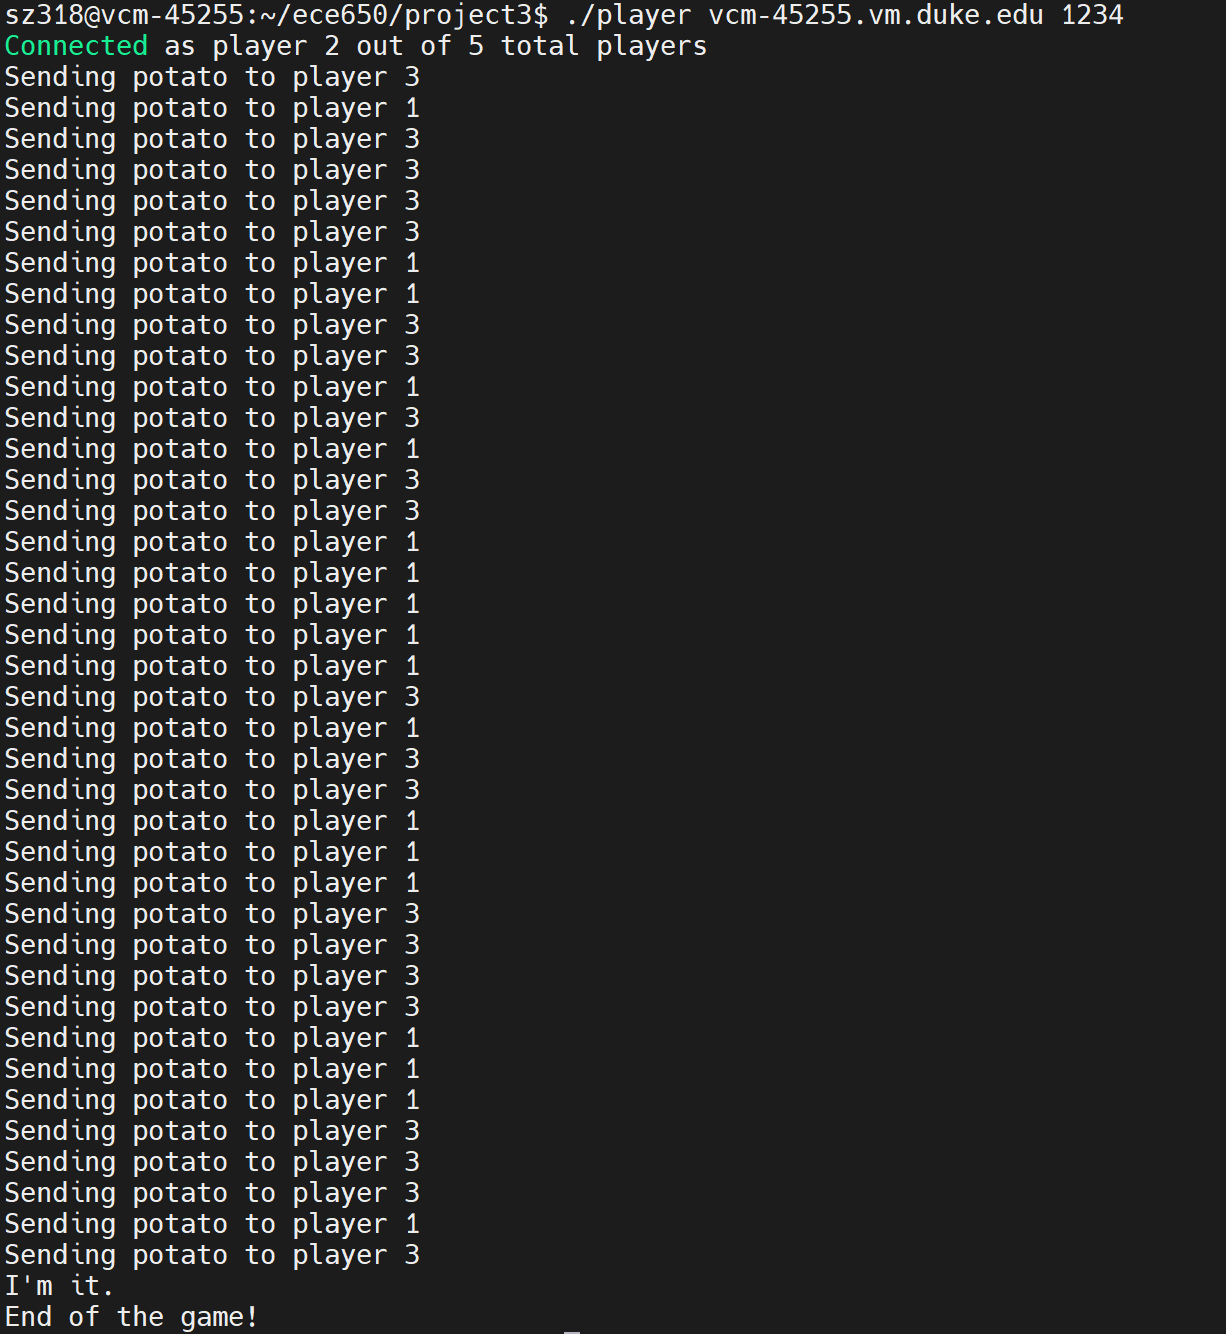 sz318@vcm-45255:~/ece650/project3$ ./player vcm-45255.vm.duke.edu 1234
Connected as player 2 out of 5 total players
Sending potato to player 3
Sending potato to player 1
Sending potato to player 3
Sending potato to player 3
Sending potato to player 3
Sending potato to player 3
Sending potato to player 1
Sending potato to player 1
Sending potato to player 3
Sending potato to player 3
Sending potato to player 1
Sending potato to player 3
Sending potato to player 1
Sending potato to player 3
Sending potato to player 3
Sending potato to player 1
Sending potato to player 1
Sending potato to player 1
Sending potato to player 1
Sending potato to player 1
Sending potato to player 3
Sending potato to player 1
Sending potato to player 3
Sending potato to player 3
Sending potato to player 1
Sending potato to player 1
Sending potato to player 1
Sending potato to player 3
Sending potato to player 3
Sending potato to player 3
Sending potato to player 3
Sending potato to player 1
Sending potato to player 1
Sending potato to player 1
Sending potato to player 3
Sending potato to player 3
Sending potato to player 3
Sending potato to player 1
Sending potato to player 3
I'm it.
End of the game!